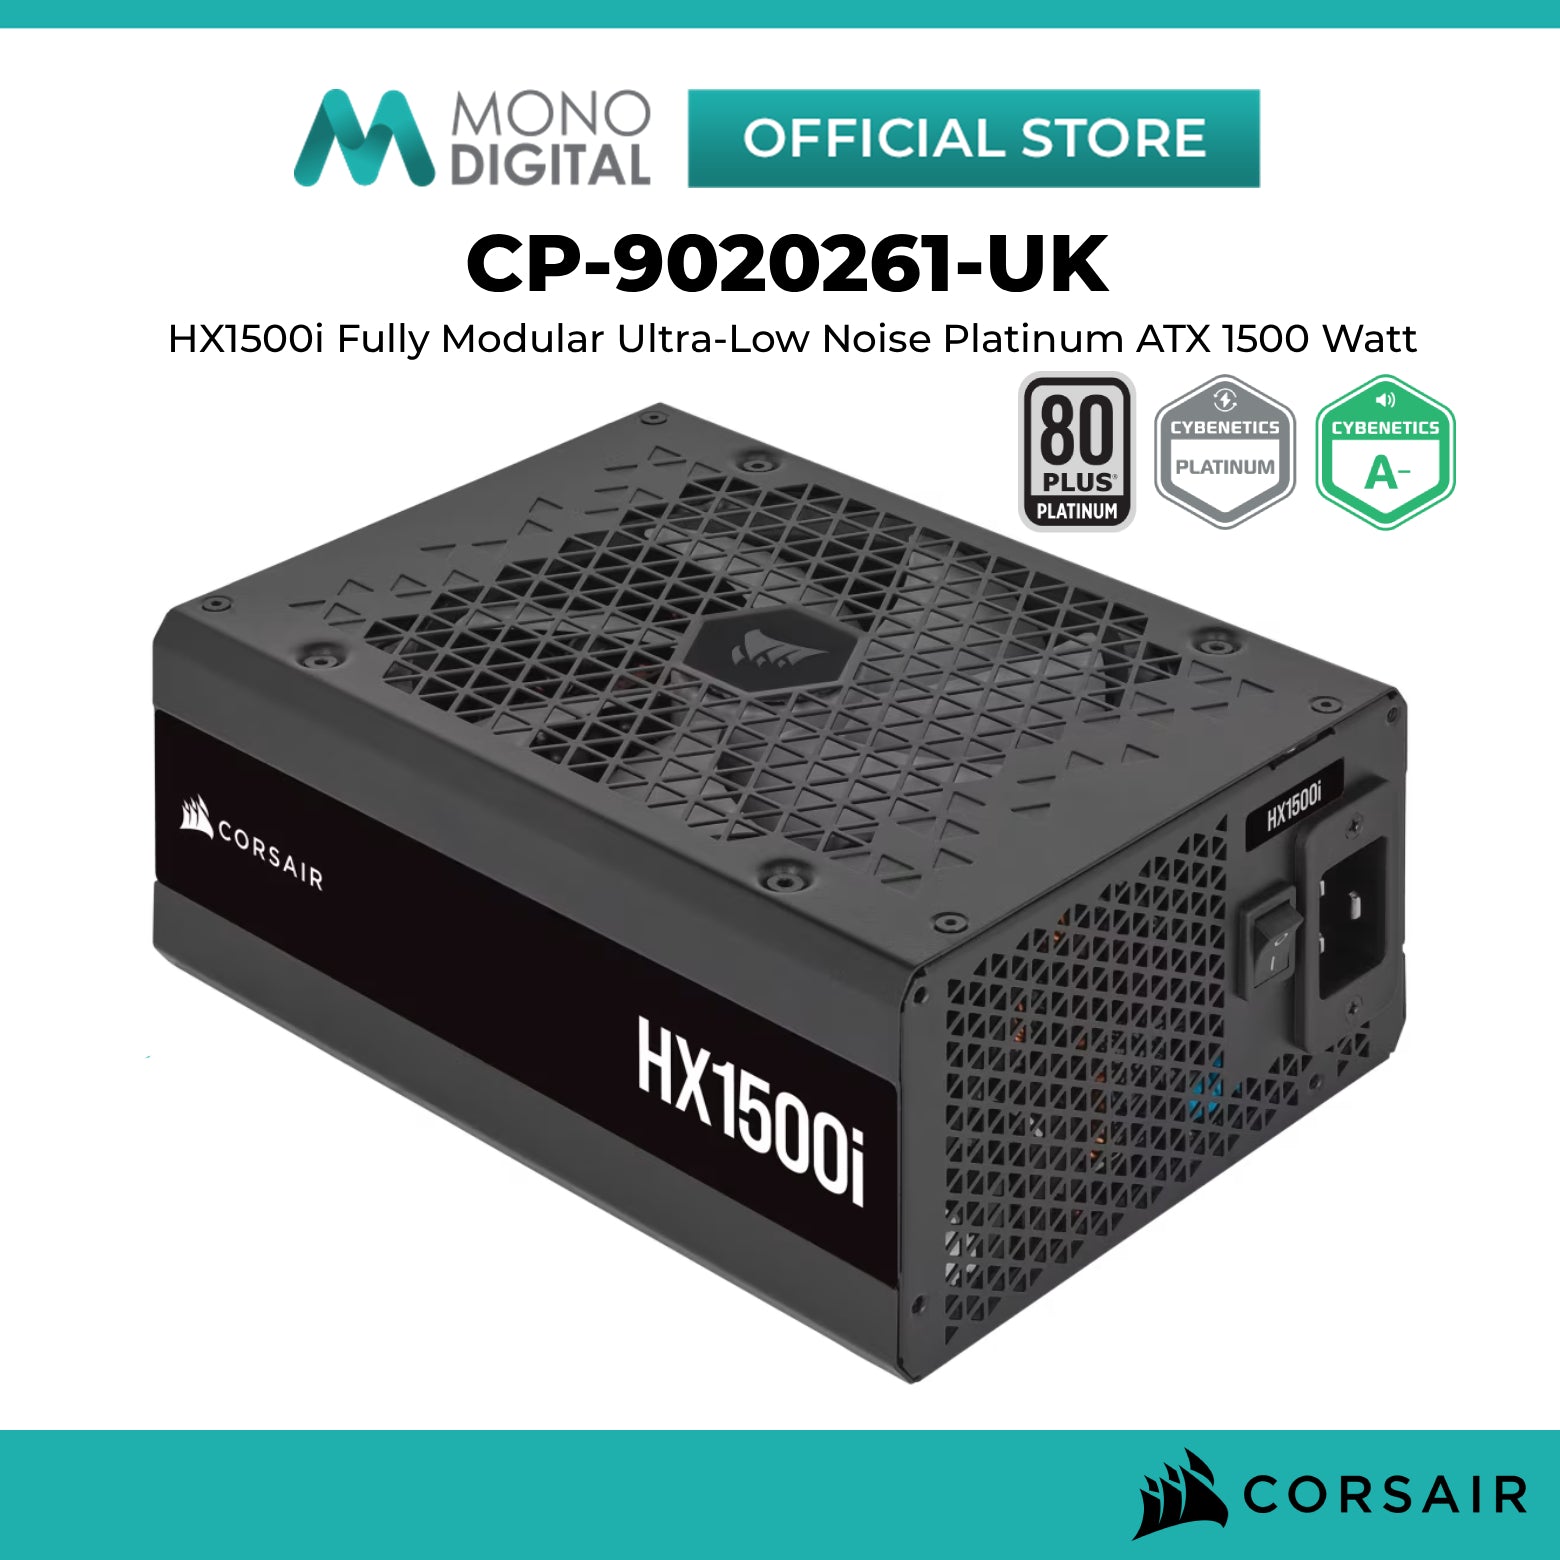 MONO
DIGITAL
OFFICIAL STORE
CP-9020261-UK
HX1500i Fully Modular Ultra-Low Noise Platinum ATX 1500 Watt
80
PLUS®
PLATINUM
CYBENETICS
PLATINUM
CYBENETICS
A-
HX1500i
CORSAIR
HX1500i
CORSAIR